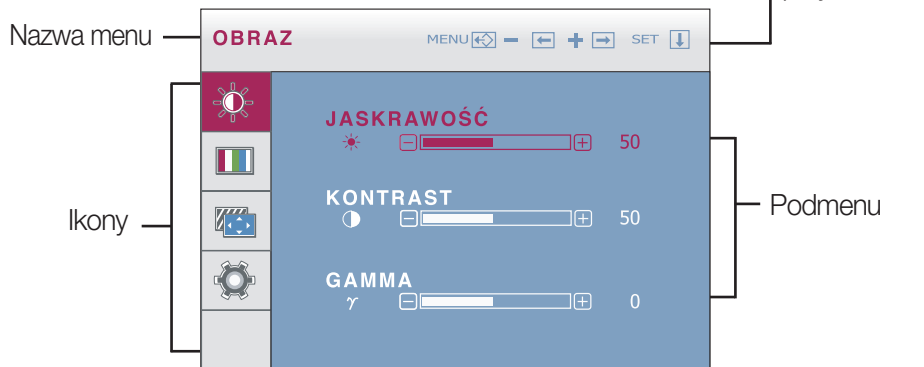 Nazwa menu
OBRAZ MENU SET
JASKRAWOŚĆ
50
KONTRAST
50
GAMMA
γ 0
Ikony
Podmenu